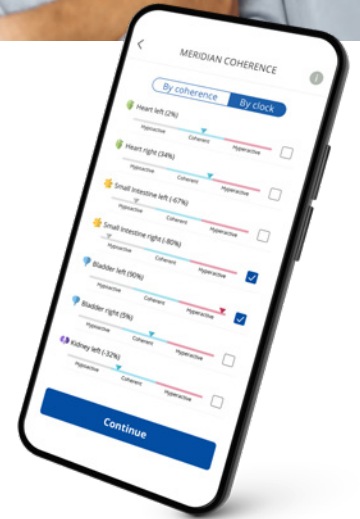 MERIDIAN COHERENCE
i
By coherence By clock
Heart left (2%)
Hypoactive Coherent Hyperactive
Heart right (34%)
Hypoactive Coherent Hyperactive
Small Intestine left (-67%)
Hypoactive Coherent Hyperactive
Small Intestine right (-80%)
Hypoactive Coherent Hyperactive
Bladder left (90%)
Hypoactive Coherent Hyperactive
Bladder right (5%)
Hypoactive Coherent Hyperactive
Kidney left (-32%)
Hypoactive Coherent Hyperactive
Continue